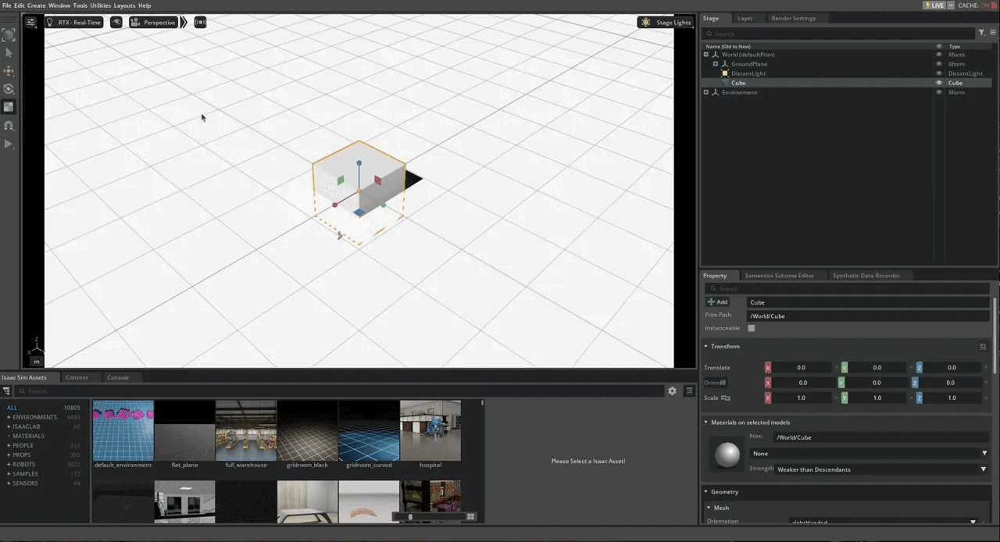 File Edit Create Window Tools Utilities Layouts Help
LIVE CACHE:
RTX - Real-Time Perspective Stage Lights
X Z
m
Stage Layer Render Settings
Search
Name (Old to New) Type
World (defaultPrim) Xform
GroundPlane Xform
DistantLight DistantLight
Cube Cube
Environment Xform
Property Semantics Schema Editor Synthetic Data Recorder
Search
Add Cube
Prim Path /World/Cube
Instanceable
Transform
Translate X 0.0 Y 0.0 Z 0.0
X 0.0 Y 0.0 Z 0.0
Scale X 1.0 Y 1.0 Z 1.0
Materials on selected models
Prim /World/Cube
None
Strength Weaker than Descendants
Geometry
Mesh
Orientation rightHanded
Isaac Sim Assets Content Console
Search
ALL 10805
+ ENVIRONMENTS 6040
+ ISAACLAB 60
- MATERIALS
+ PEOPLE 312
+ PROPS 395
+ ROBOTS 3822
+ SAMPLES 112
+ SENSORS 64
default_environment flat_plane full_warehouse gridroom_black gridroom_curved hospital
Please Select a Isaac Asset!